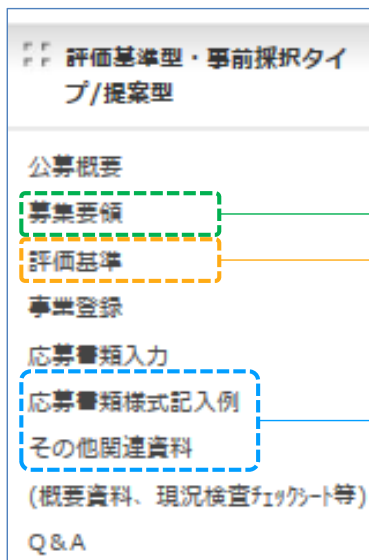 評価基準型・事前採択タイ
プ/提案型
公募概要
募集要領
評価基準
事業登録
応募書類入力
応募書類様式記入例
その他関連資料
(概要資料、現況検査ﾁｪｯｸｼｰﾄ等)
Q&A